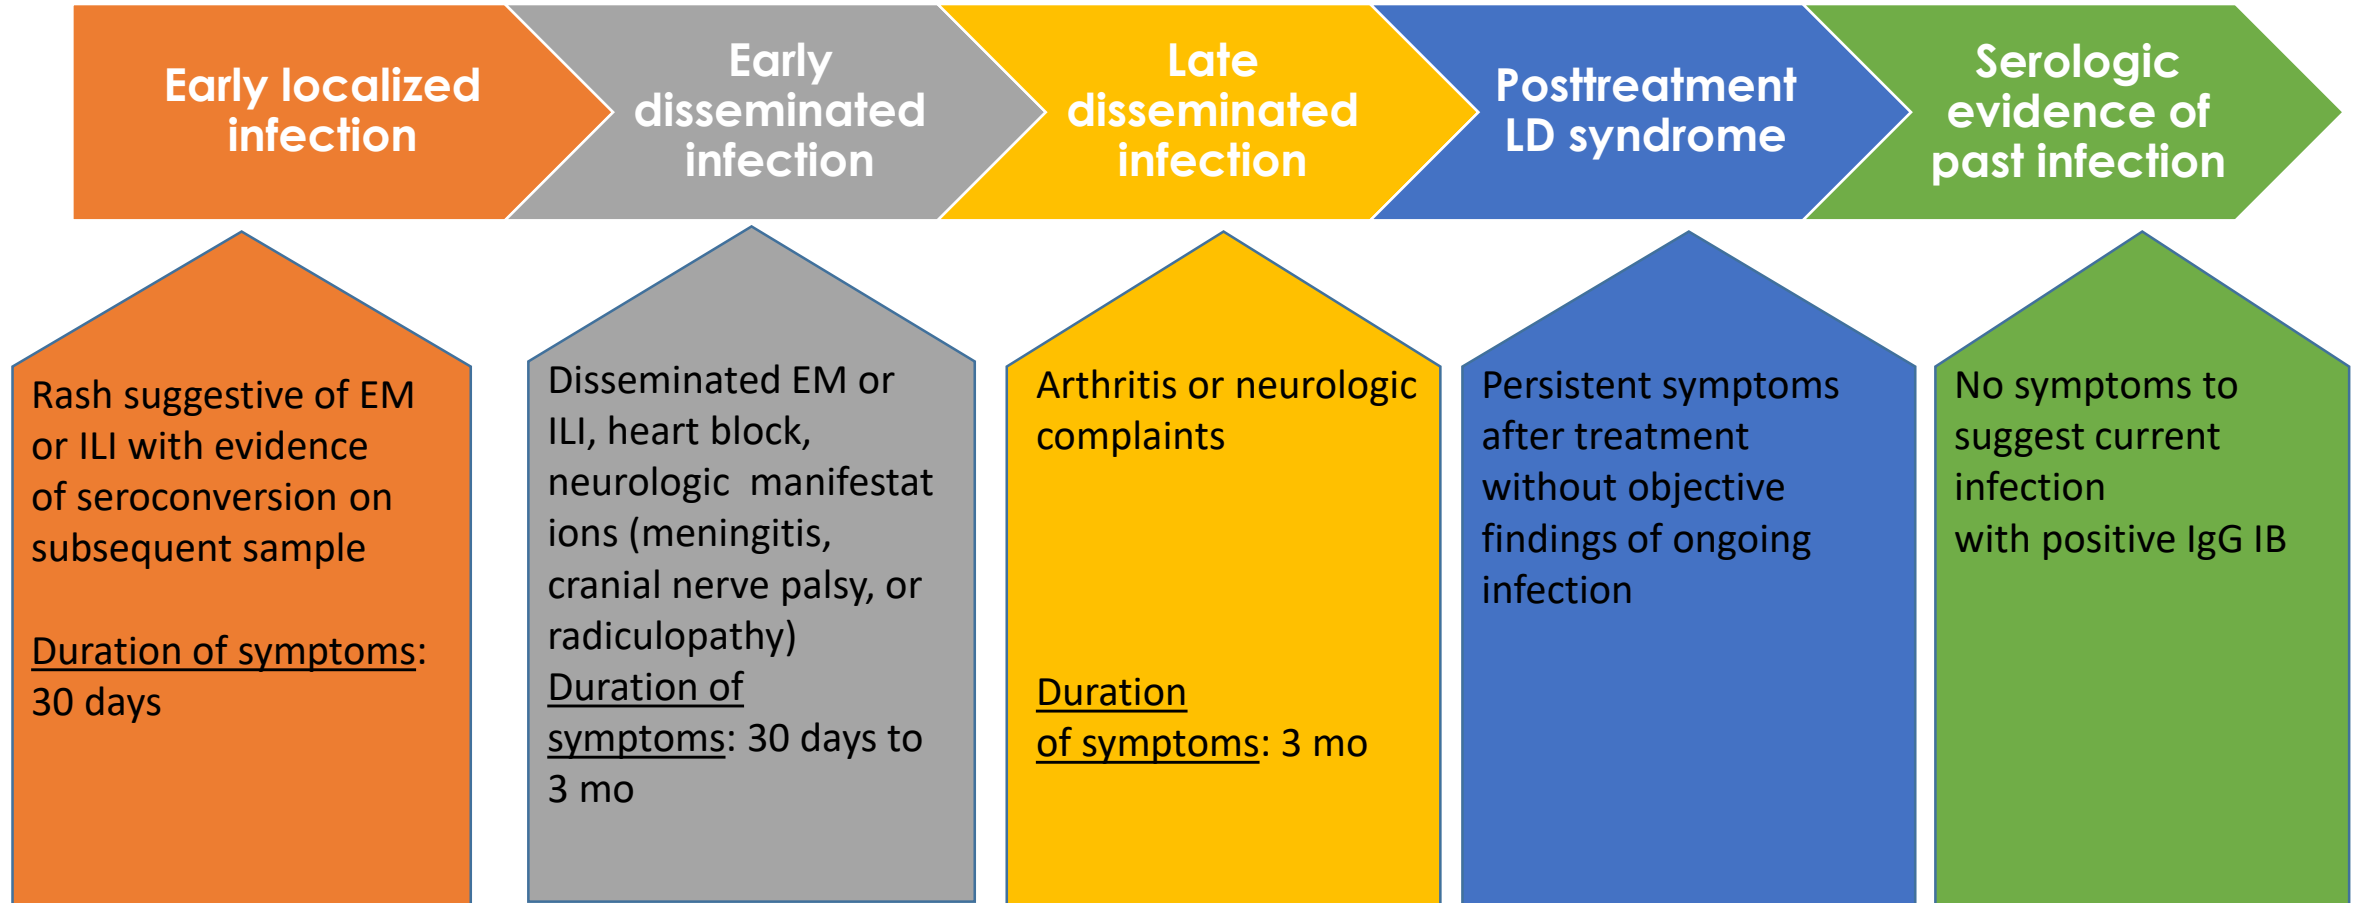 Early localized
infection
Early
disseminated
infection
Late
disseminated
infection
Posttreatment
LD syndrome
Serologic
evidence of
past infection
Rash suggestive of EM
or ILI with evidence
of seroconversion on
subsequent sample
Duration of symptoms:
30 days
Disseminated EM or
ILI, heart block,
neurologic manifestat
ions (meningitis,
cranial nerve palsy, or
radiculopathy)
Duration of
symptoms: 30 days to
3 mo
Arthritis or neurologic
complaints
Duration
of symptoms: 3 mo
Persistent symptoms
after treatment
without objective
findings of ongoing
infection
No symptoms to
suggest current
infection
with positive IgG IB